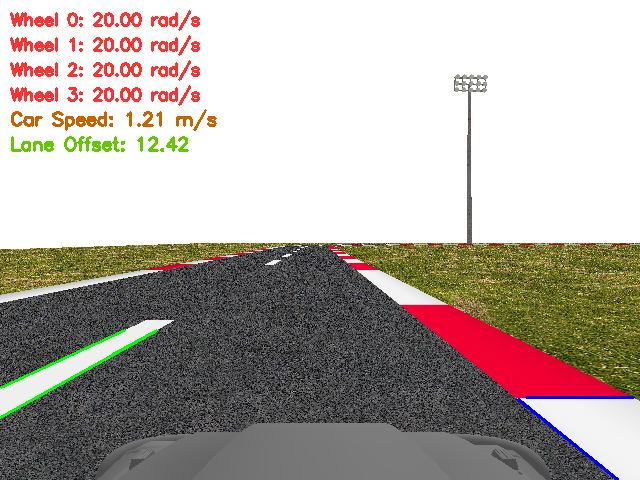 Wheel 0: 20.00 rad/s
Wheel 1: 20.00 rad/s
Wheel 2: 20.00 rad/s
Wheel 3: 20.00 rad/s
Car Speed: 1.21 m/s
Lane Offset: 12.42